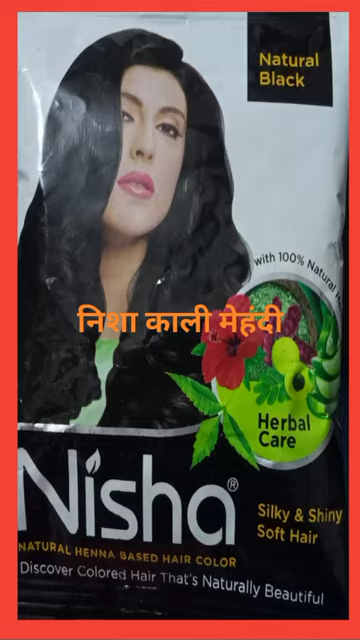 Natural
Black
with 100% Natural
निशा काली मेहंदी
Herbal
Care
Nisha®
Silky & Shiny
Soft Hair
NATURAL HENNA BASED HAIR COLOR
Discover Colored Hair That's Naturally Beautiful